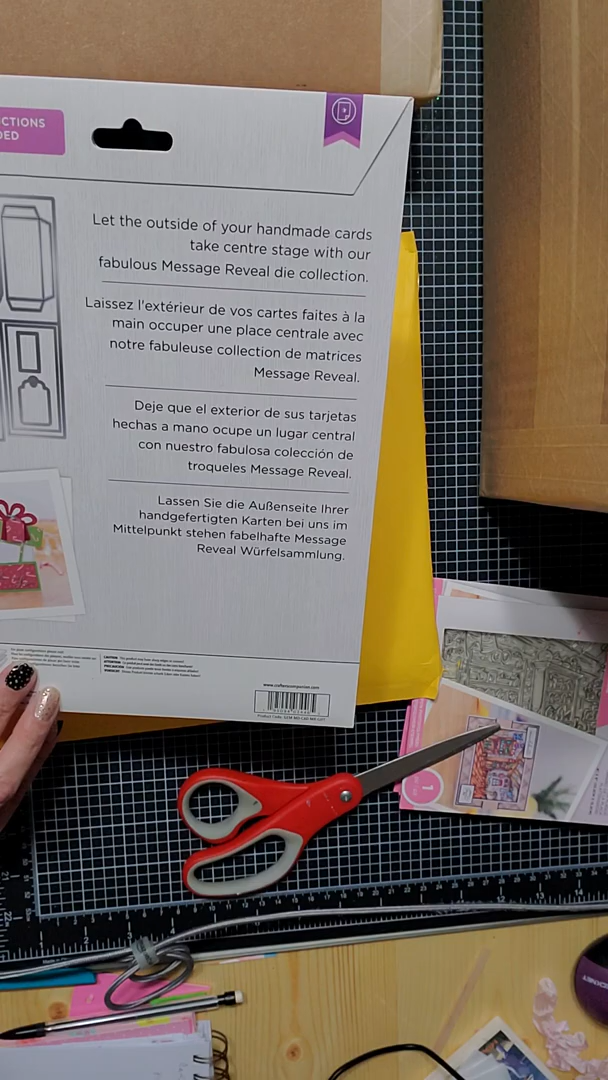 CTIONS
DED
Let the outside of your handmade cards
take centre stage with our
fabulous Message Reveal die collection.
Laissez l'extérieur de vos cartes faites à la
main occuper une place centrale avec
notre fabuleuse collection de matrices
Message Reveal.
Deje que el exterior de sus tarjetas
hechas a mano ocupe un lugar central
con nuestro fabulosa colección de
troqueles Message Reveal.
Lassen Sie die Außenseite Ihrer
handgefertigten Karten bei uns im
Mittelpunkt stehen fabelhafte Message
Reveal Würfelsammlung.
www.crafterscompanion.com
1